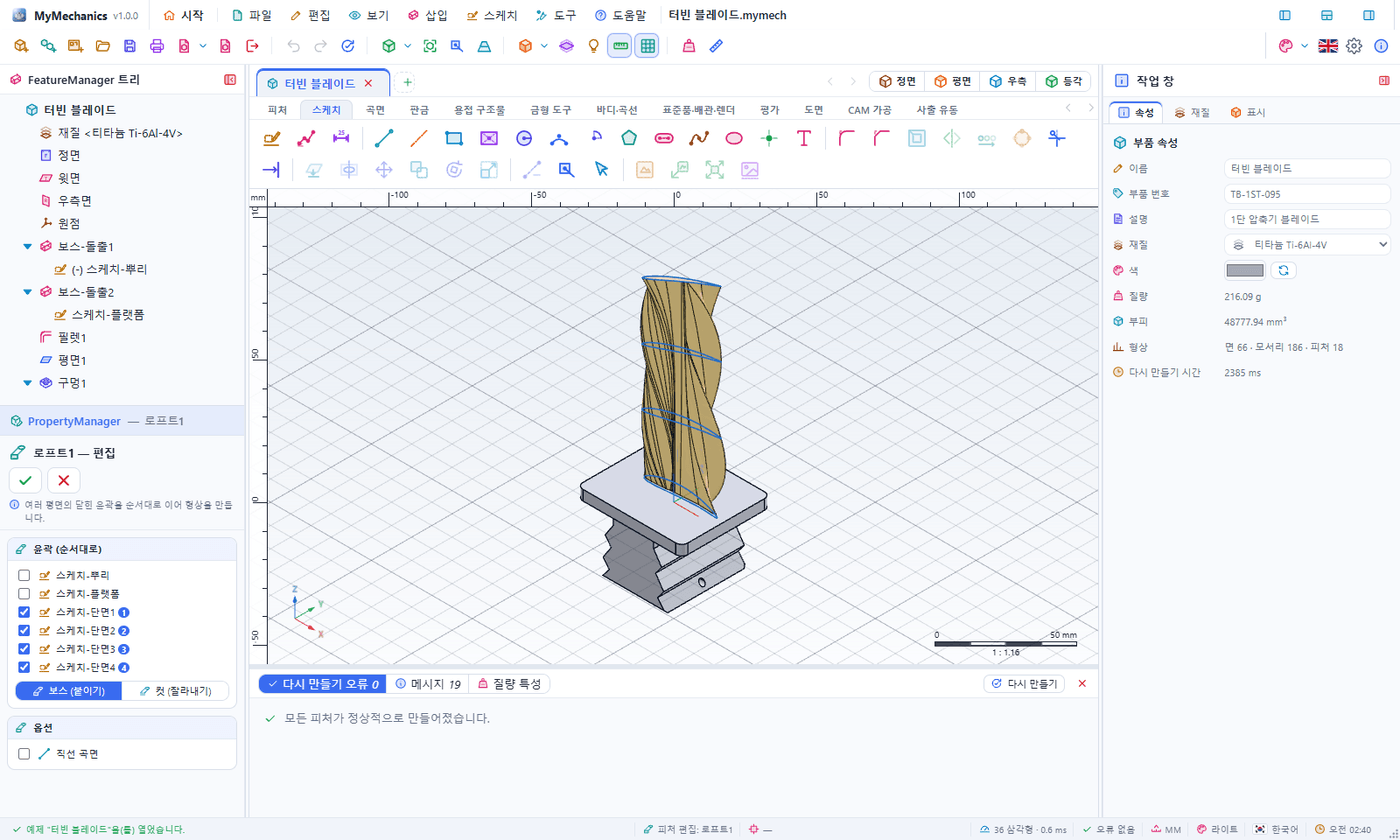 MyMechanics v1.0.0 시작 파일 편집 보기 삽입 스케치 도구 도움말 터빈 블레이드.mymech
FeatureManager 트리
터빈 블레이드
재질 <티타늄 Ti-6Al-4V>
정면
윗면
우측면
원점
보스-돌출1
(-) 스케치-뿌리
보스-돌출2
스케치-플랫폼
필렛1
평면1
구멍1
PropertyManager — 로프트1
로프트1 — 편집
여러 평면의 닫힌 윤곽을 순서대로 이어 형상을 만듭
니다.
윤곽 (순서대로)
스케치-뿌리
스케치-플랫폼
스케치-단면1 1
스케치-단면2 2
스케치-단면3 3
스케치-단면4 4
보스 (붙이기) 컷 (잘라내기)
옵션
직선 곡면
터빈 블레이드
정면 평면 우측 등각
피처 스케치 곡면 판금 용접 구조물 금형 도구 바디·곡선 표준품·배관·렌더 평가 도면 CAM 가공 사출 유동
25
mm -100 -50 0 50 100
50
0
-50
Z
Y
X
0 50 mm
1 : 1.16
다시 만들기 오류 0 메시지 19 질량 특성 다시 만들기
모든 피처가 정상적으로 만들어졌습니다.
작업 창
속성 재질 표시
부품 속성
이름 터빈 블레이드
부품 번호 TB-1ST-095
설명 1단 압축기 블레이드
재질 티타늄 Ti-6Al-4V
색
질량 216.09 g
부피 48777.94 mm³
형상 면 66 · 모서리 186 · 피처 18
다시 만들기 시간 2385 ms
예제 "터빈 블레이드"을(를) 열었습니다. 피처 편집: 로프트1 — 36 삼각형 · 0.6 ms 오류 없음 MM 라이트 한국어 오전 02:40